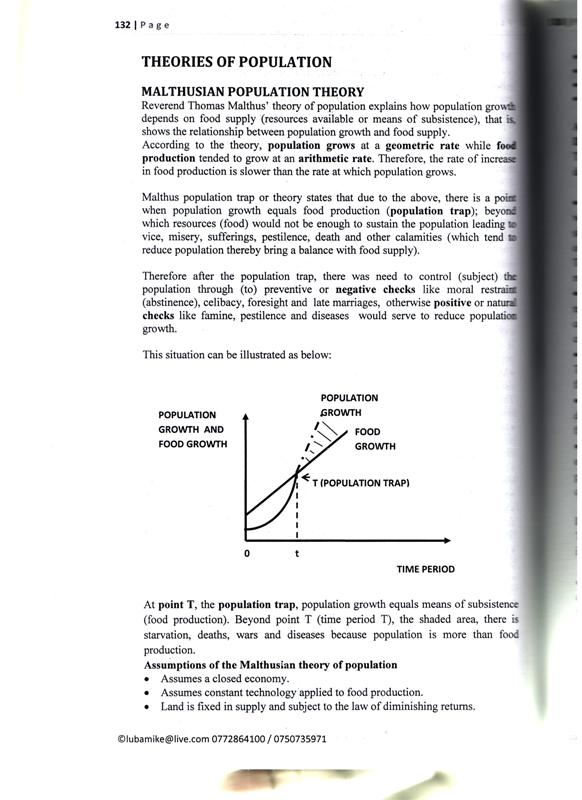 132 | P a g e
THEORIES OF POPULATION
MALTHUSIAN POPULATION THEORY
Reverend Thomas Malthus' theory of population explains how population growth
depends on food supply (resources available or means of subsistence), that is,
shows the relationship between population growth and food supply.
According to the theory, population grows at a geometric rate while food
production tended to grow at an arithmetic rate. Therefore, the rate of increase
in food production is slower than the rate at which population grows.
Malthus population trap or theory states that due to the above, there is a point
when population growth equals food production (population trap); beyond
which resources (food) would not be enough to sustain the population leading to
vice, misery, sufferings, pestilence, death and other calamities (which tend to
reduce population thereby bring a balance with food supply).
Therefore after the population trap, there was need to control (subject) the
population through (to) preventive or negative checks like moral restraint
(abstinence), celibacy, foresight and late marriages, otherwise positive or natural
checks like famine, pestilence and diseases would serve to reduce population
growth.
This situation can be illustrated as below:
POPULATION
GROWTH AND
FOOD GROWTH
POPULATION
GROWTH
FOOD
GROWTH
T (POPULATION TRAP)
0
t
TIME PERIOD
At point T, the population trap, population growth equals means of subsistence
(food production). Beyond point T (time period T), the shaded area, there is
starvation, deaths, wars and diseases because population is more than food
production.
Assumptions of the Malthusian theory of population
• Assumes a closed economy.
• Assumes constant technology applied to food production.
• Land is fixed in supply and subject to the law of diminishing returns.
©lubamike@live.com 0772864100 / 0750735971